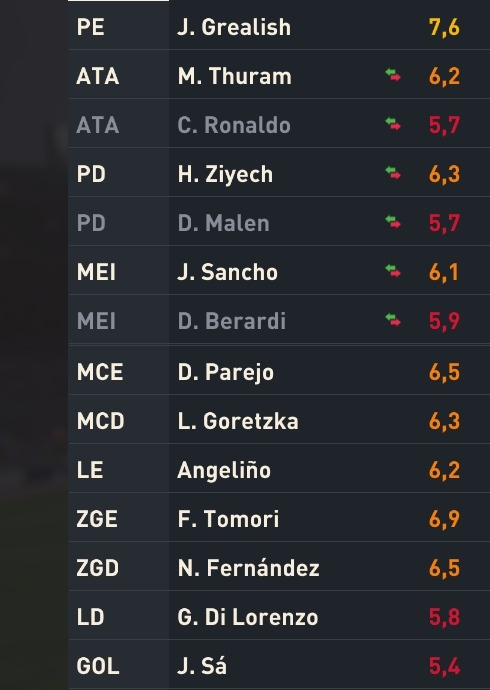 PE J. Grealish 7,6
ATA M. Thuram 6,2
ATA C. Ronaldo 5,7
PD H. Ziyech 6,3
PD D. Malen 5,7
MEI J. Sancho 6,1
MEI D. Berardi 5,9
MCE D. Parejo 6,5
MCD L. Goretzka 6,3
LE Angeliño 6,2
ZGE F. Tomori 6,9
ZGD N. Fernández 6,5
LD G. Di Lorenzo 5,8
GOL J. Sá 5,4